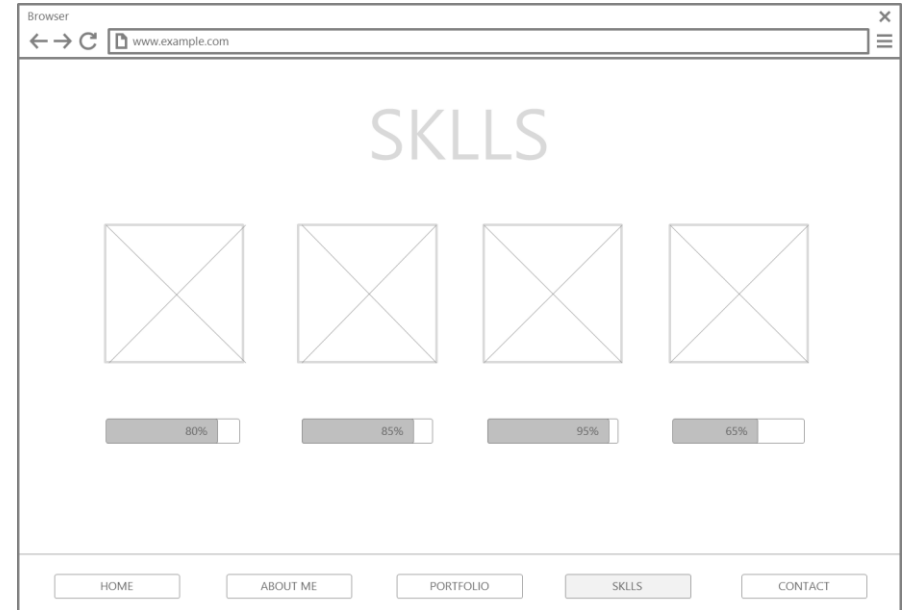 Browser
www.example.com
SKLLS
80% 85% 95% 65%
HOME ABOUT ME PORTFOLIO SKLLS CONTACT